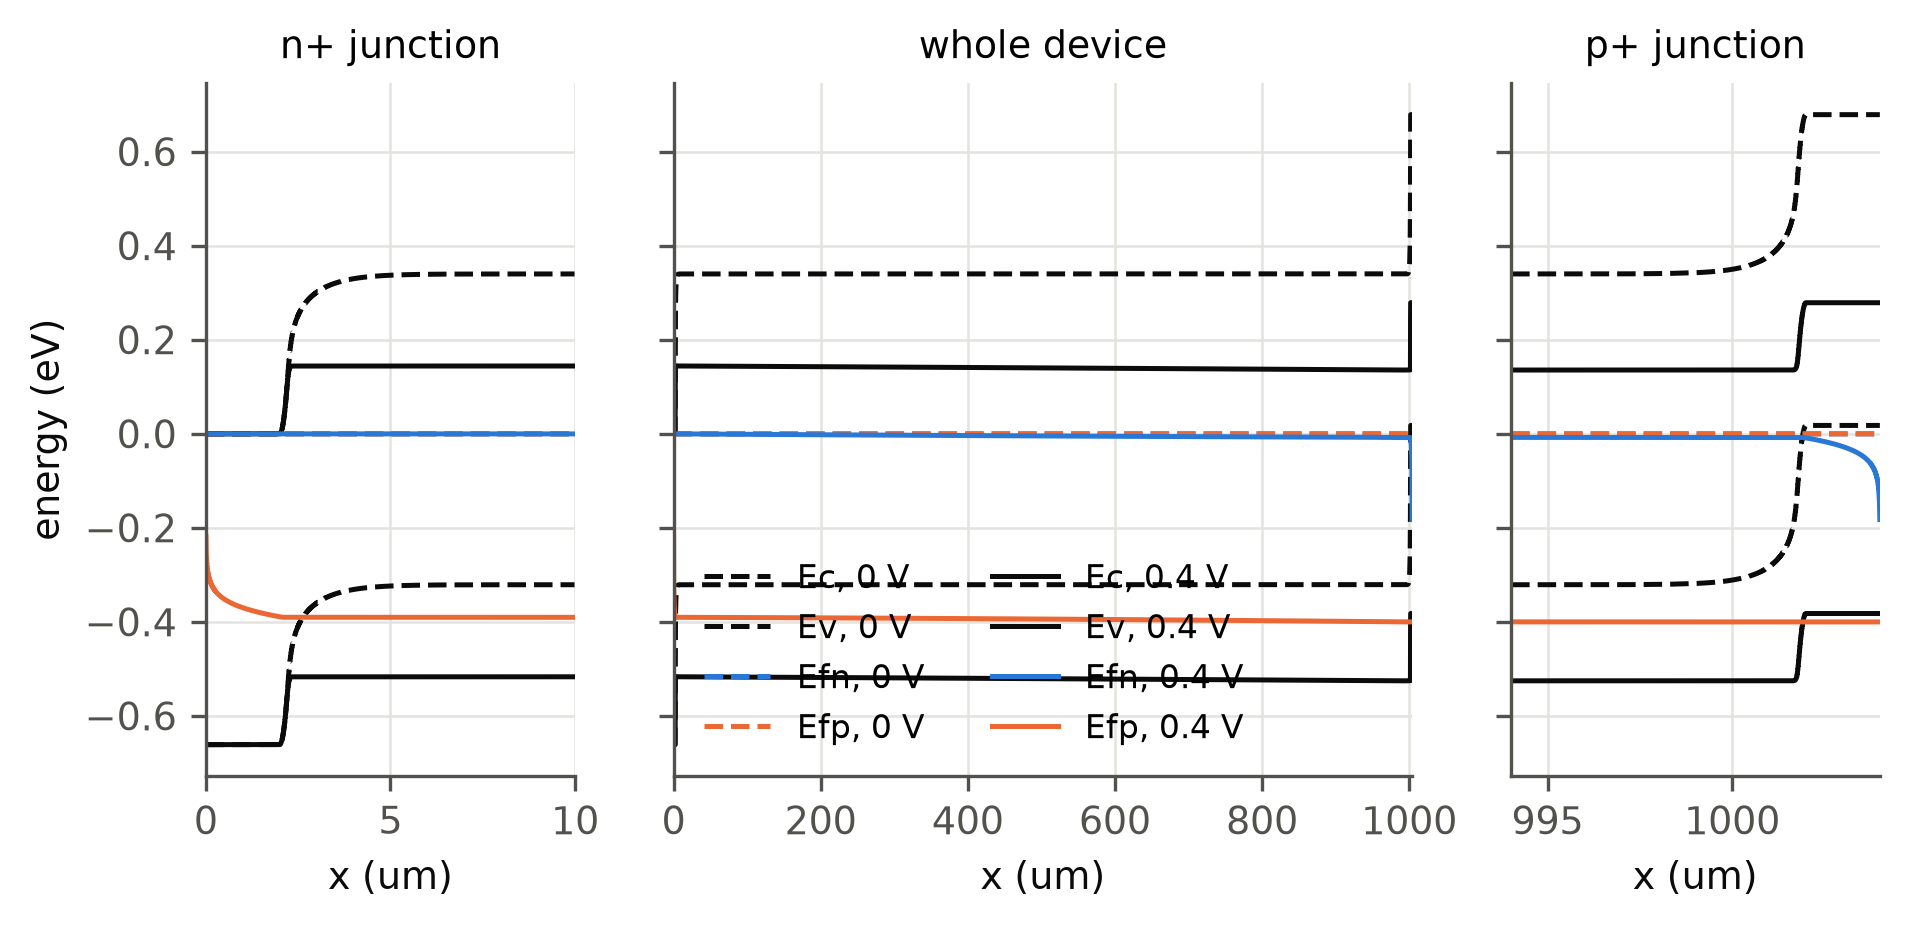 n+ junction
whole device
p+ junction
energy (eV)
0.6
0.4
0.2
0.0
−0.2
−0.4
−0.6
Ec, 0 V
Ev, 0 V
Efn, 0 V
Efp, 0 V
Ec, 0.4 V
Ev, 0.4 V
Efn, 0.4 V
Efp, 0.4 V
0 5 10
0 200 400 600 800 1000
995 1000
x (um)
x (um)
x (um)